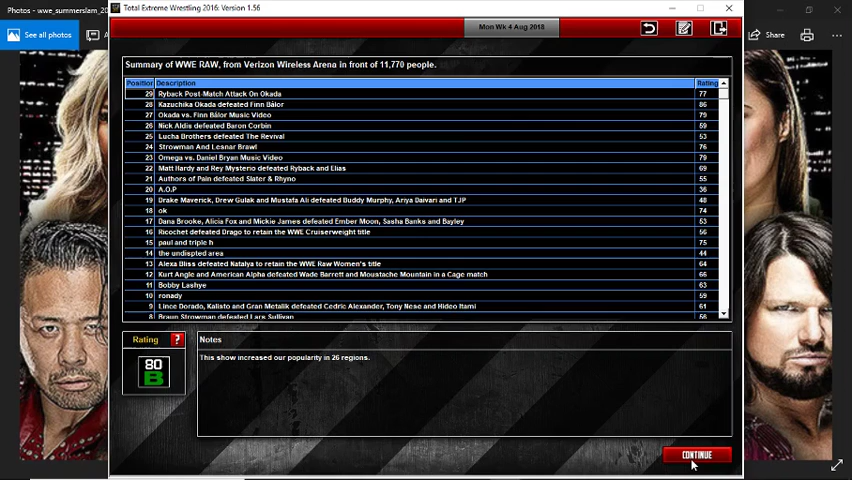 Photos - wwe_summerslam_20
Total Extreme Wrestling 2016: Version 1.56
See all photos
A
Share
Mon Wk 4 Aug 2018
Summary of WWE RAW, from Verizon Wireless Arena in front of 11,770 people.
Position Description Rating
29 Ryback Post-Match Attack On Okada 77
28 Kazuchika Okada defeated Finn Bálor 86
27 Okada vs. Finn Bálor Music Video 79
26 Nick Aldis defeated Baron Corbin 59
25 Lucha Brothers defeated The Revival 53
24 Strowman And Lesnar Brawl 76
23 Omega vs. Daniel Bryan Music Video 79
22 Matt Hardy and Rey Mysterio defeated Ryback and Elias 69
21 Authors of Pain defeated Slater & Rhyno 55
20 A.O.P 36
19 Drake Maverick, Drew Gulak and Mustafa Ali defeated Buddy Murphy, Ariya Daivari and TJP 48
18 ok 74
17 Dana Brooke, Alicia Fox and Mickie James defeated Ember Moon, Sasha Banks and Bayley 53
16 Ricochet defeated Drago to retain the WWE Cruiserweight title 56
15 paul and triple h 75
14 the undispted area 44
13 Alexa Bliss defeated Natalya to retain the WWE Raw Women's title 64
12 Kurt Angle and American Alpha defeated Wade Barrett and Moustache Mountain in a Cage match 66
11 Bobby Lashye 63
10 ronady 59
9 Lince Dorado, Kalisto and Gran Metalik defeated Cedric Alexander, Tony Nese and Hideo Itami 61
8 Braun Strowman defeated Lars Sullivan 56
Rating ?
80
B
Notes
This show increased our popularity in 26 regions.
CONTINUE